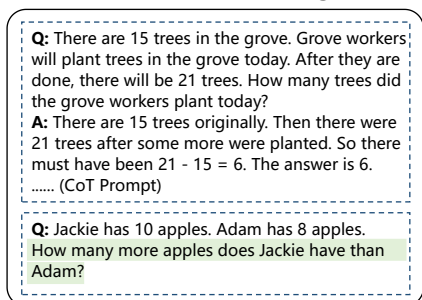 Q: There are 15 trees in the grove. Grove workers
will plant trees in the grove today. After they are
done, there will be 21 trees. How many trees did
the grove workers plant today?
A: There are 15 trees originally. Then there were
21 trees after some more were planted. So there
must have been 21 - 15 = 6. The answer is 6.
...... (CoT Prompt)
Q: Jackie has 10 apples. Adam has 8 apples.
How many more apples does Jackie have than
Adam?